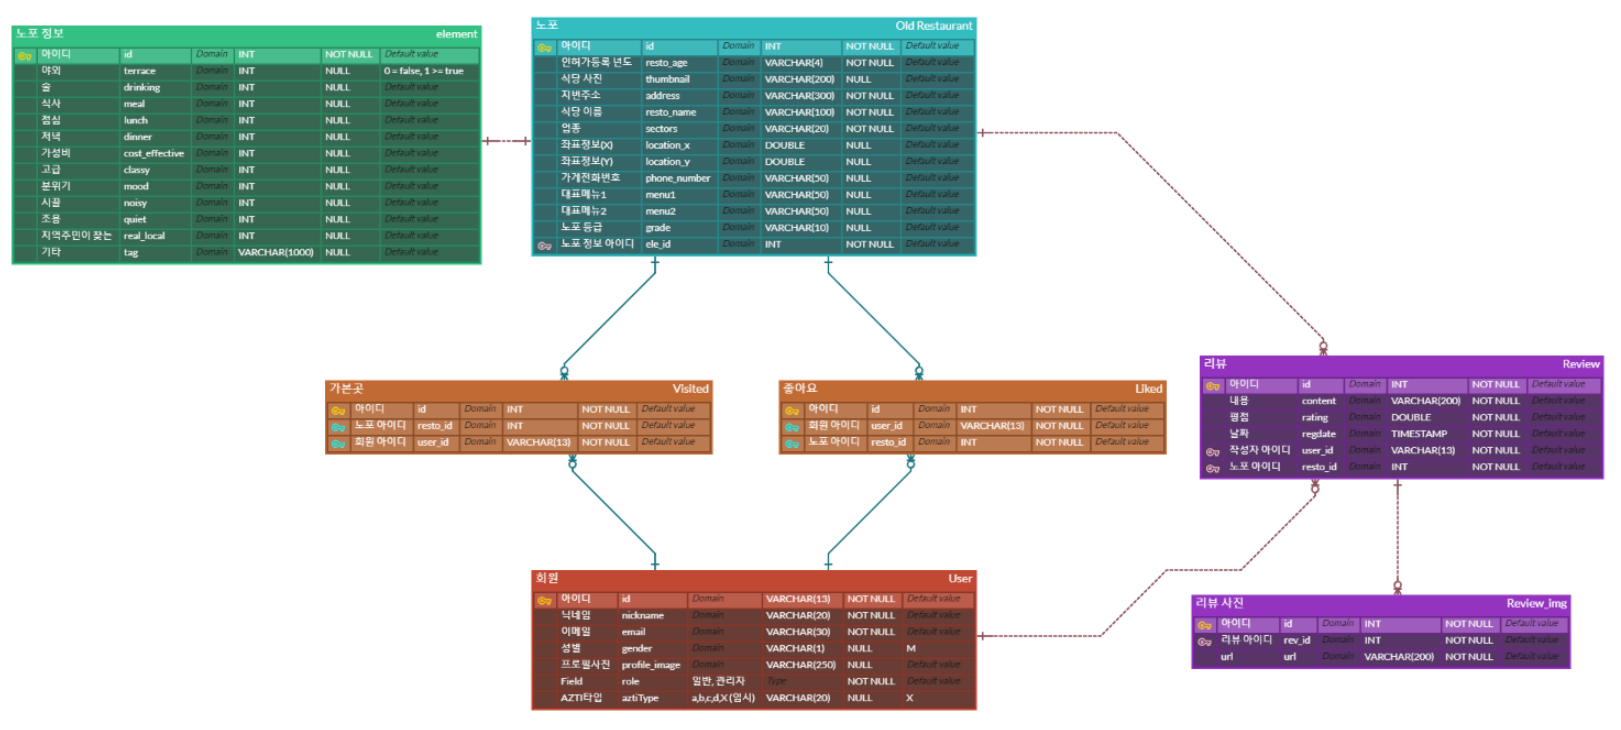 노포 정보 element
아이디 id Domain INT NOT NULL Default value
야외 terrace Domain INT NULL 0 = false, 1 >= true
술 drinking Domain INT NULL Default value
식사 meal Domain INT NULL Default value
점심 lunch Domain INT NULL Default value
저녁 dinner Domain INT NULL Default value
가성비 cost_effective Domain INT NULL Default value
고급 classy Domain INT NULL Default value
분위기 mood Domain INT NULL Default value
시끌 noisy Domain INT NULL Default value
조용 quiet Domain INT NULL Default value
지역주민이 찾는 real_local Domain INT NULL Default value
기타 tag Domain VARCHAR(1000) NULL Default value
노포 Old Restaurant
아이디 id Domain INT NOT NULL Default value
인허가등록 년도 resto_age Domain VARCHAR(4) NOT NULL Default value
식당 사진 thumbnail Domain VARCHAR(200) NULL Default value
지번주소 address Domain VARCHAR(300) NOT NULL Default value
식당 이름 resto_name Domain VARCHAR(100) NOT NULL Default value
업종 sectors Domain VARCHAR(20) NOT NULL Default value
좌표정보(X) location_x Domain DOUBLE NULL Default value
좌표정보(Y) location_y Domain DOUBLE NULL Default value
가게전화번호 phone_number Domain VARCHAR(50) NULL Default value
대표메뉴1 menu1 Domain VARCHAR(50) NULL Default value
대표메뉴2 menu2 Domain VARCHAR(50) NULL Default value
노포 등급 grade Domain VARCHAR(10) NULL Default value
노포 정보 아이디 ele_id Domain INT NOT NULL Default value
가본곳 Visited
아이디 id Domain INT NOT NULL Default value
노포 아이디 resto_id Domain INT NOT NULL Default value
회원 아이디 user_id Domain VARCHAR(13) NOT NULL Default value
좋아요 Liked
아이디 id Domain INT NOT NULL Default value
회원 아이디 user_id Domain VARCHAR(13) NOT NULL Default value
노포 아이디 resto_id Domain INT NOT NULL Default value
리뷰 Review
아이디 id Domain INT NOT NULL Default value
내용 content Domain VARCHAR(200) NOT NULL Default value
평점 rating Domain DOUBLE NOT NULL Default value
날짜 regdate Domain TIMESTAMP NOT NULL Default value
작성자 아이디 user_id Domain VARCHAR(13) NOT NULL Default value
노포 아이디 resto_id Domain INT NOT NULL Default value
회원 User
아이디 id Domain VARCHAR(13) NOT NULL Default value
닉네임 nickname Domain VARCHAR(20) NOT NULL Default value
이메일 email Domain VARCHAR(30) NOT NULL Default value
성별 gender Domain VARCHAR(1) NULL M
프로필사진 profile_image Domain VARCHAR(250) NULL Default value
Field role 일반, 관리자 Type NOT NULL Default value
AZTI타입 aztiType a,b,c,d,X (임시) VARCHAR(20) NULL X
리뷰 사진 Review_img
아이디 id Domain INT NOT NULL Default value
리뷰 아이디 rev_id Domain INT NOT NULL Default value
url url Domain VARCHAR(200) NOT NULL Default value